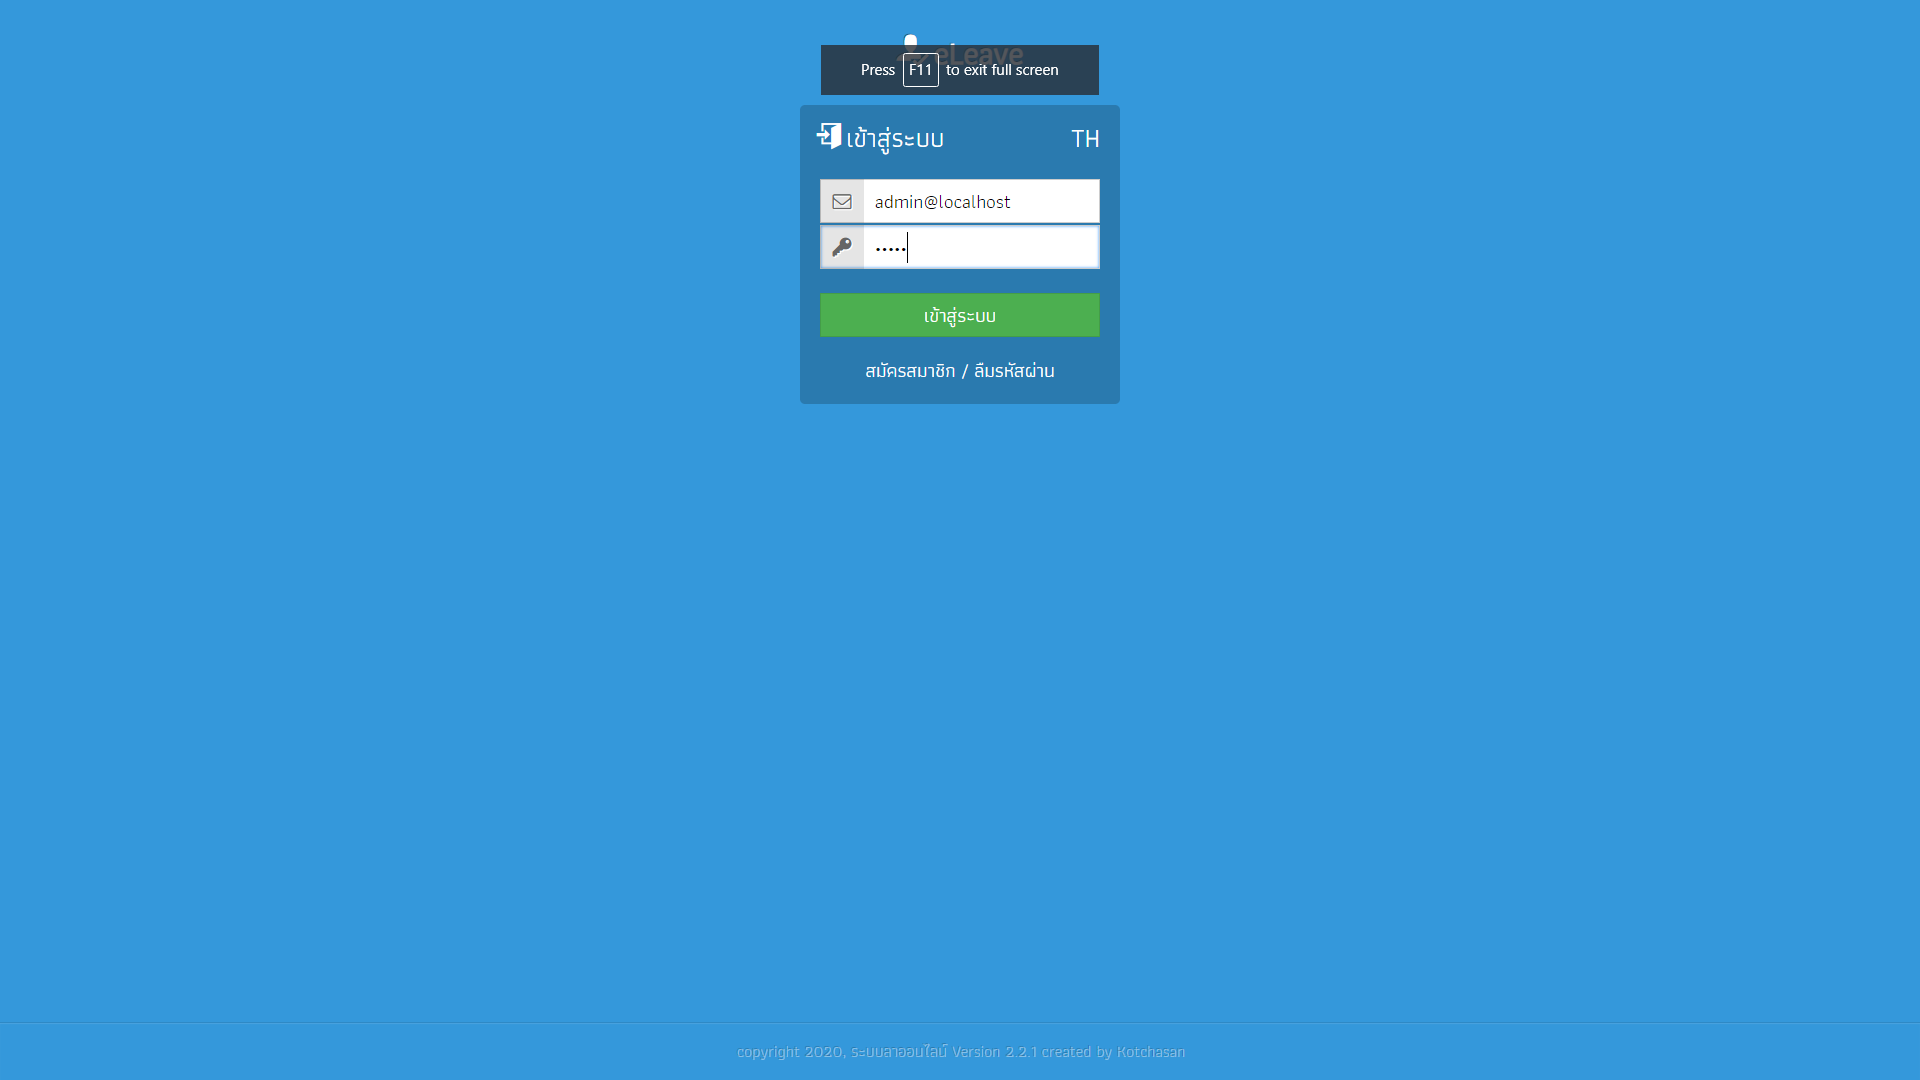 eLeave
Press F11 to exit full screen
เข้าสู่ระบบ TH
admin@localhost
•••••
เข้าสู่ระบบ
สมัครสมาชิก / ลืมรหัสผ่าน
copyright 2020, ระบบลาออนไลน์ Version 2.2.1 created by Kotchasan